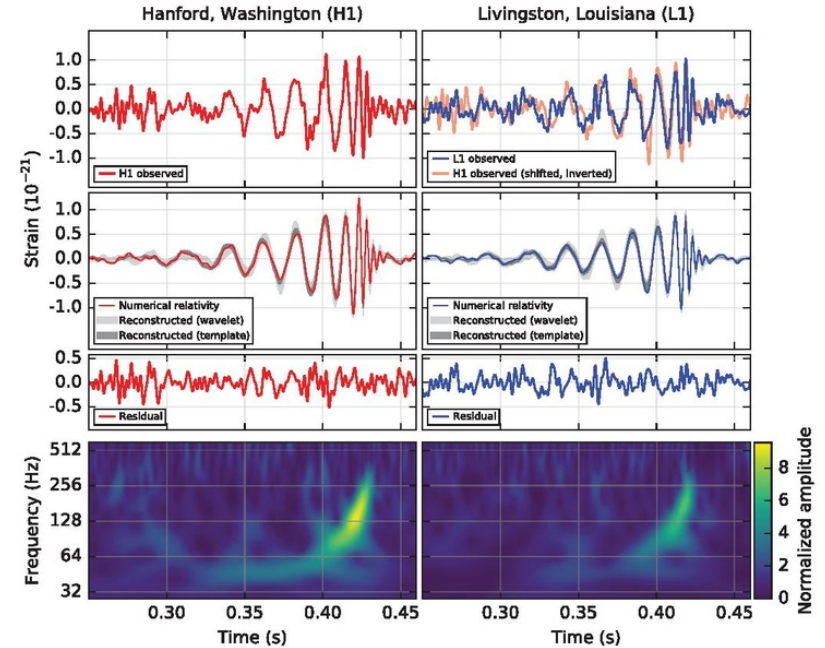 Hanford, Washington (H1)
Livingston, Louisiana (L1)
Strain (10⁻²¹)
1.0
0.5
0.0
-0.5
-1.0
H1 observed
L1 observed
H1 observed (shifted, inverted)
1.0
0.5
0.0
-0.5
-1.0
Numerical relativity
Reconstructed (wavelet)
Reconstructed (template)
Numerical relativity
Reconstructed (wavelet)
Reconstructed (template)
0.5
0.0
-0.5
Residual
Residual
Frequency (Hz)
512
256
128
64
32
0.30
0.35
0.40
0.45
Time (s)
0.30
0.35
0.40
0.45
Time (s)
8
6
4
2
0
Normalized amplitude